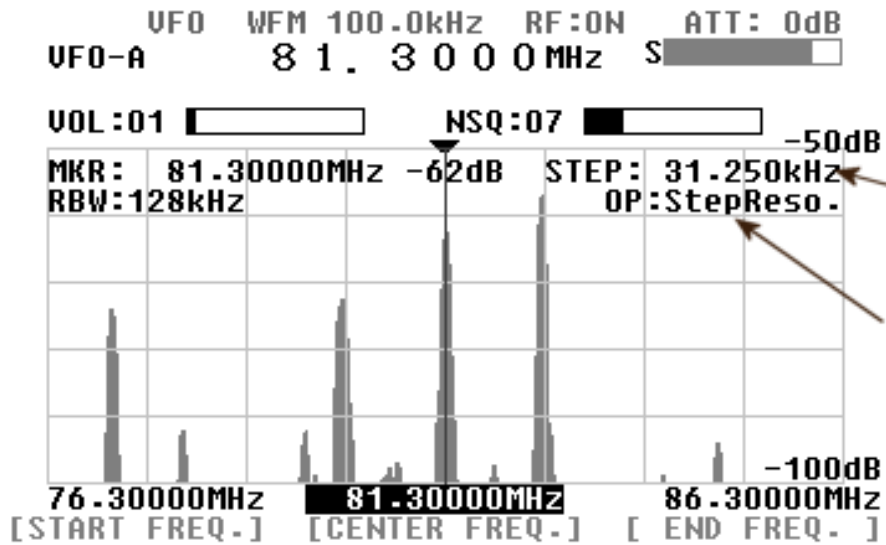 VFO WFM 100.0kHz RF:ON ATT: 0dB
VFO-A 81.3000MHz S
VOL:01 NSQ:07
-50dB
MKR: 81.30000MHz -62dB STEP: 31.250kHz
RBW:128kHz OP:StepReso.
-100dB
76.30000MHz 81.30000MHz 86.30000MHz
[START FREQ.] [CENTER FREQ.] [ END FREQ. ]